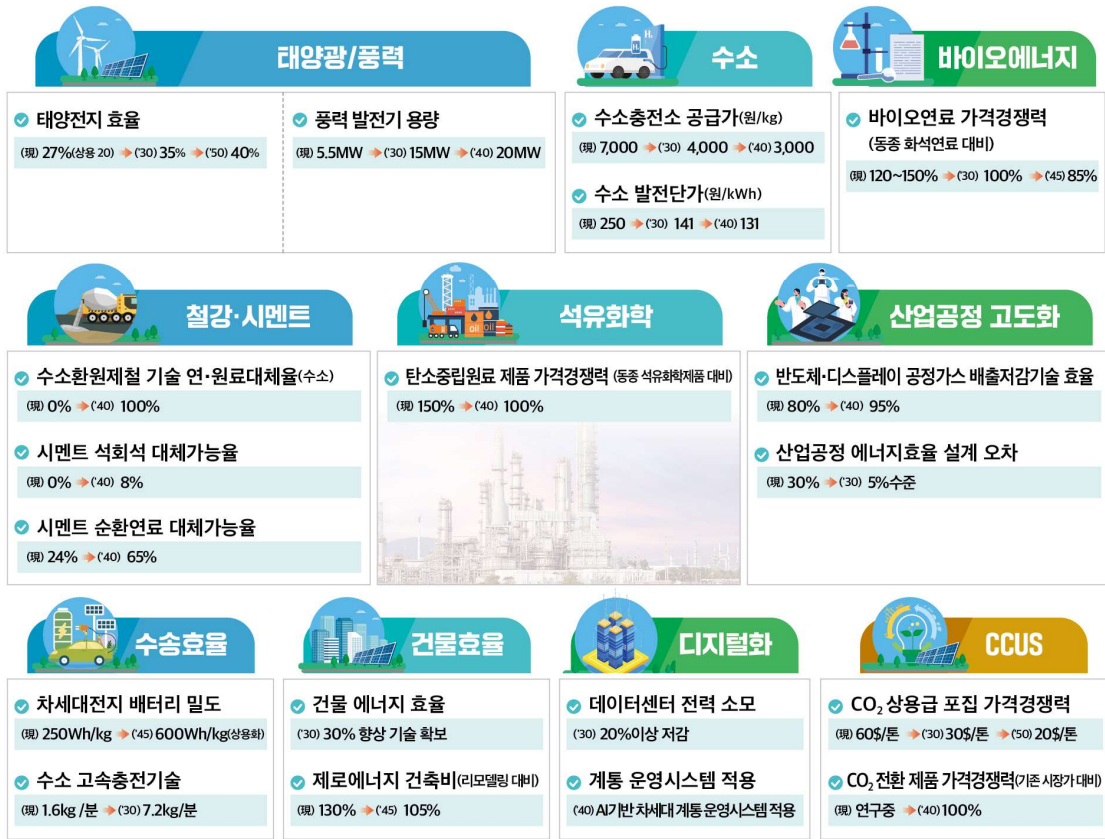 태양광/풍력
태양전지 효율
(現) 27%(상용 20) ('30) 35% ('50) 40%
풍력 발전기 용량
(現) 5.5MW ('30) 15MW ('40) 20MW
H₂
H₂
수소
수소충전소 공급가(원/kg)
(現) 7,000 ('30) 4,000 ('40) 3,000
수소 발전단가(원/kWh)
(現) 250 ('30) 141 ('40) 131
바이오에너지
바이오연료 가격경쟁력
(동종 화석연료 대비)
(現) 120~150% ('30) 100% ('45) 85%
철강·시멘트
수소환원제철 기술 연·원료대체율(수소)
(現) 0% ('40) 100%
시멘트 석회석 대체가능율
(現) 0% ('40) 8%
시멘트 순환연료 대체가능율
(現) 24% ('40) 65%
oil
oil
석유화학
탄소중립원료 제품 가격경쟁력 (동종 석유화학제품 대비)
(現) 150% ('40) 100%
산업공정 고도화
반도체·디스플레이 공정가스 배출저감기술 효율
(現) 80% ('40) 95%
산업공정 에너지효율 설계 오차
(現) 30% ('30) 5%수준
수송효율
차세대전지 배터리 밀도
(現) 250Wh/kg ('45) 600Wh/kg(상용화)
수소 고속충전기술
(現) 1.6kg /분 ('30) 7.2kg/분
건물효율
건물 에너지 효율
('30) 30% 향상 기술 확보
제로에너지 건축비(리모델링 대비)
(現) 130% ('45) 105%
디지털화
데이터센터 전력 소모
('30) 20%이상 저감
계통 운영시스템 적용
('40) AI기반 차세대 계통 운영시스템 적용
CCUS
CO₂ 상용급 포집 가격경쟁력
(現) 60$/톤 ('30) 30$/톤 ('50) 20$/톤
CO₂ 전환 제품 가격경쟁력(기존 시장가 대비)
(現) 연구중 ('40) 100%